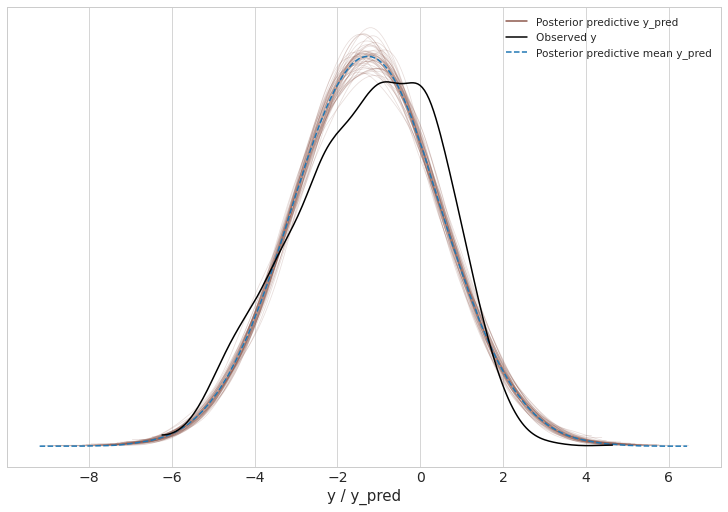 Posterior predictive y_pred
Observed y
Posterior predictive mean y_pred
−8 −6 −4 −2 0 2 4 6
y / y_pred